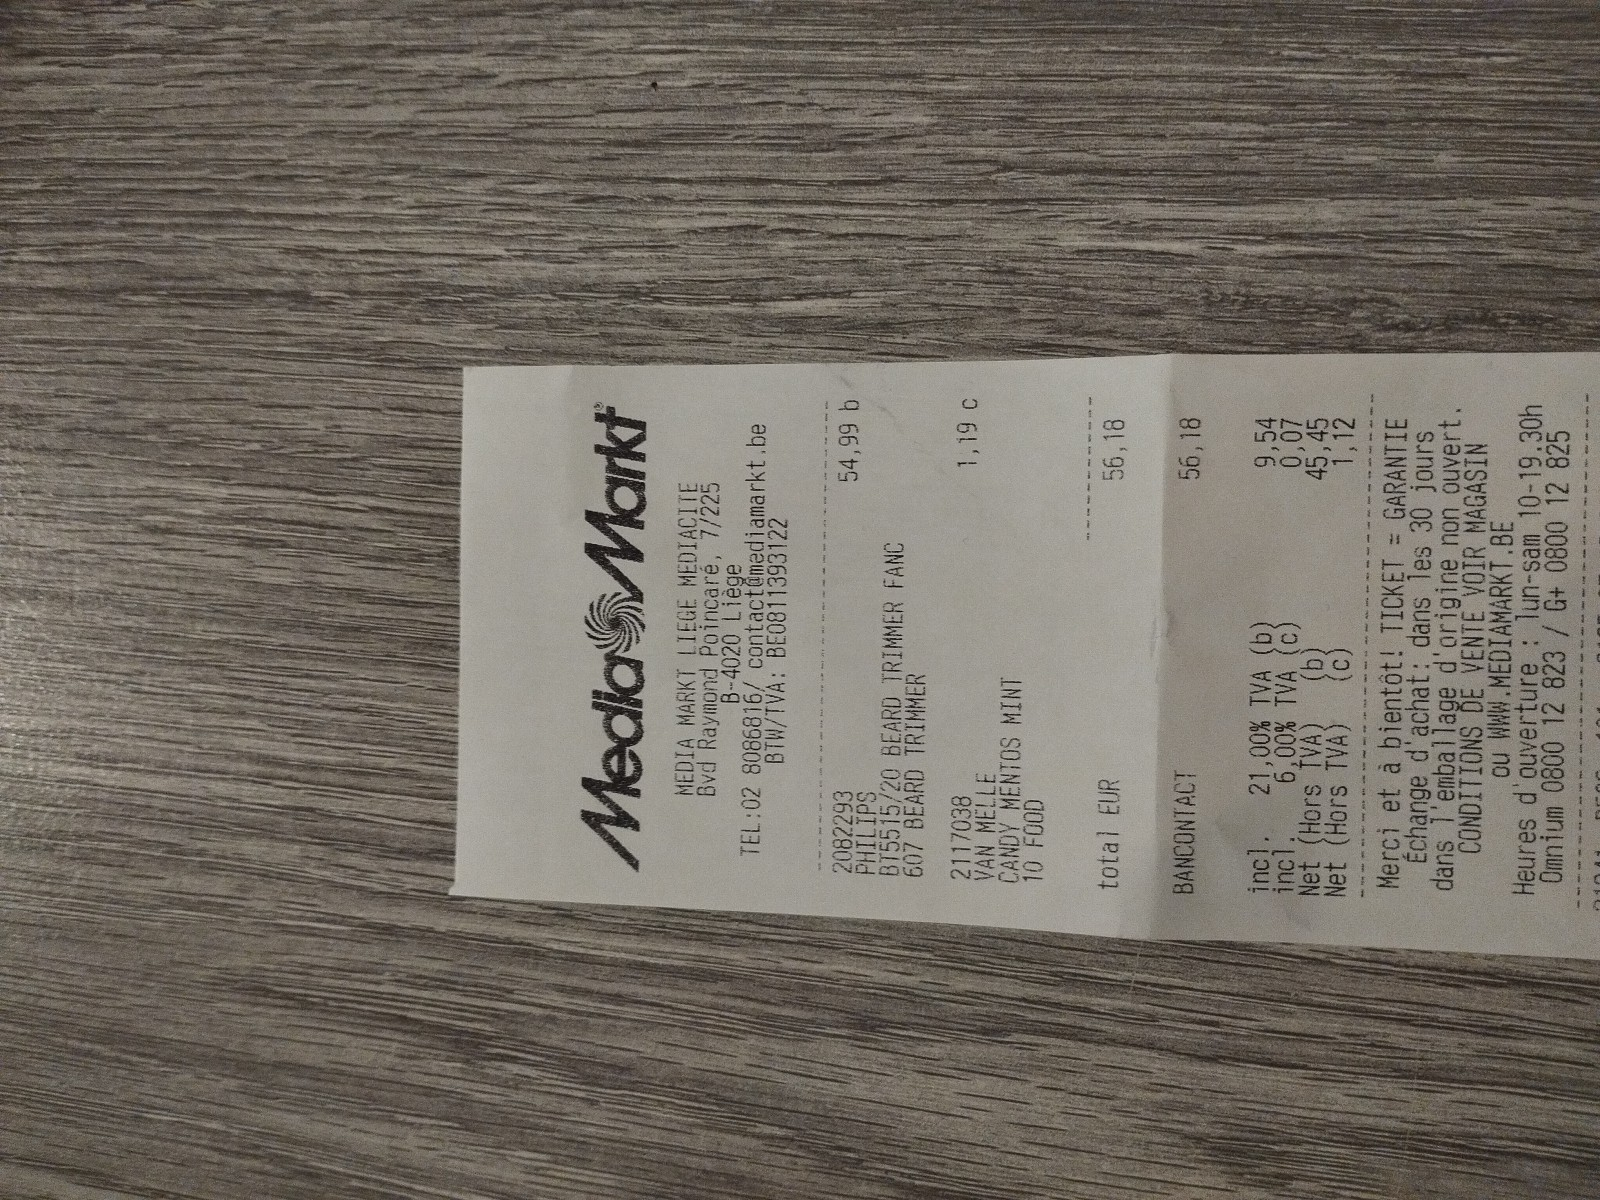 MediaMarkt®
MEDIA MARKT LIEGE MEDIACITE
Bvd Raymond Poincaré, 7/225
B-4020 Liège
TEL:02 8086816/ contact@mediamarkt.be
BTW/TVA: BE0811393122
2082293
PHILIPS
BT5515/20 BEARD TRIMMER FANC 54,99 b
607 BEARD TRIMMER
2117038
VAN MELLE
CANDY MENTOS MINT 1,19 c
10 FOOD
total EUR 56,18
BANCONTACT 56,18
incl. 21,00% TVA (b) 9,54
incl. 6,00% TVA (c) 0,07
Net (Hors TVA) (b) 45,45
Net (Hors TVA) (c) 1,12
Merci et à bientôt! TICKET = GARANTIE
Échange d'achat: dans les 30 jours
dans l'emballage d'origine non ouvert.
CONDITIONS DE VENTE VOIR MAGASIN
ou WWW.MEDIAMARKT.BE
Heures d'ouverture : lun-sam 10-19.30h
Omnium 0800 12 823 / G+ 0800 12 825